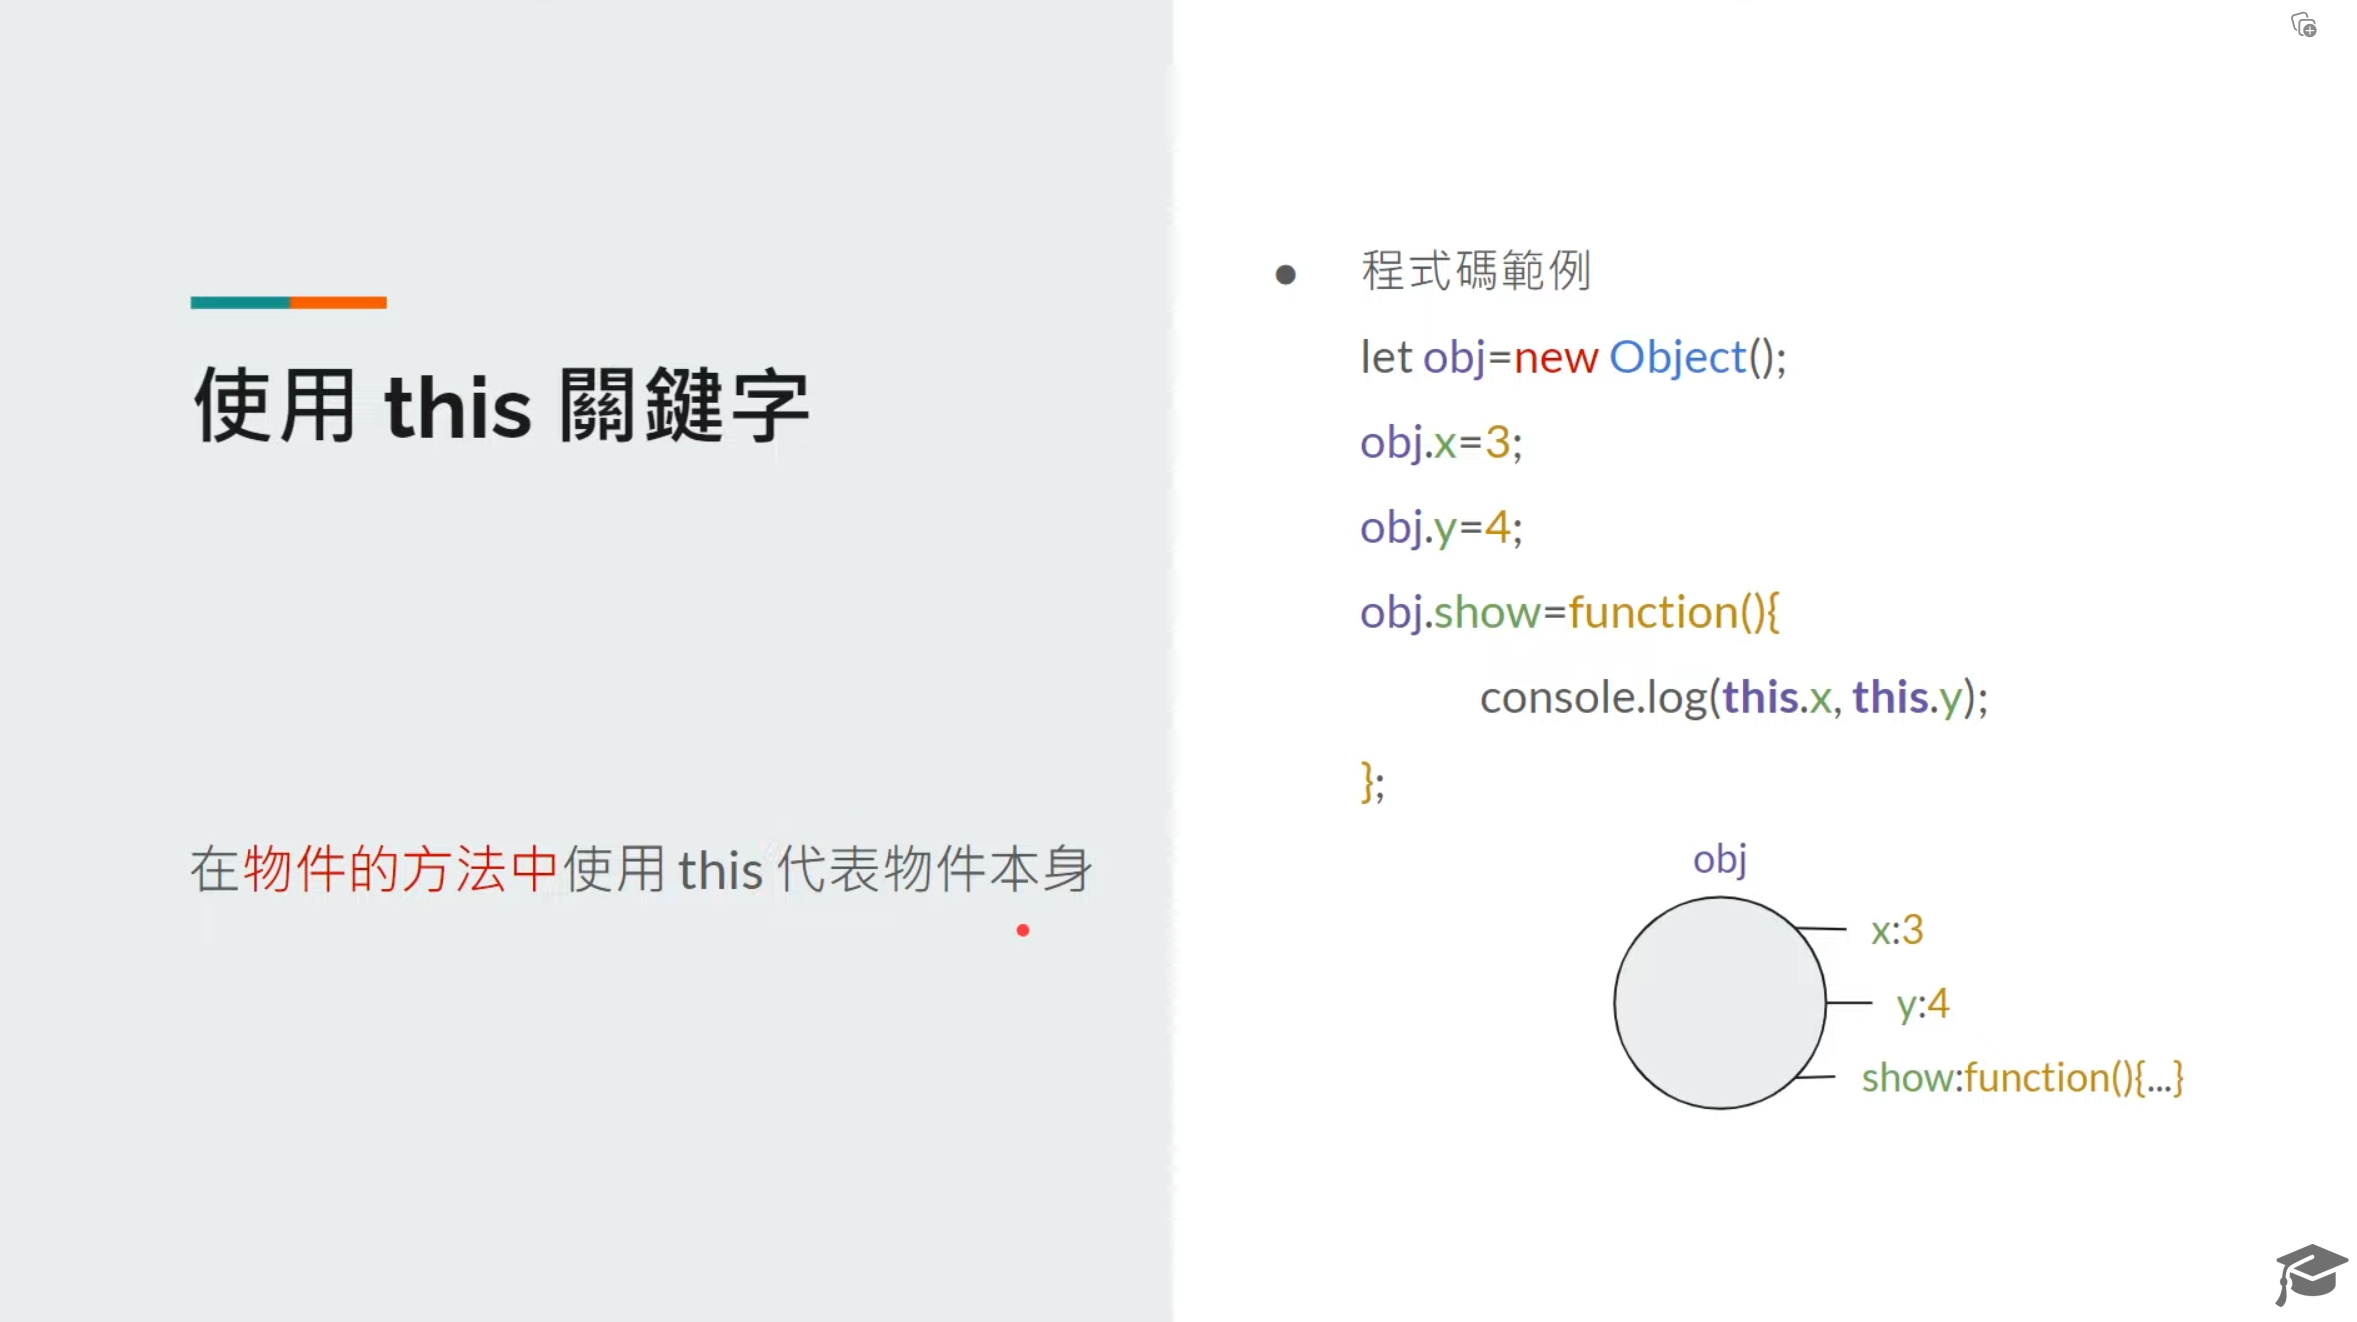 使用 this 關鍵字
在物件的方法中使用 this 代表物件本身
● 程式碼範例
let obj=new Object();
obj.x=3;
obj.y=4;
obj.show=function(){
console.log(this.x, this.y);
};
obj
x:3
y:4
show:function(){...}